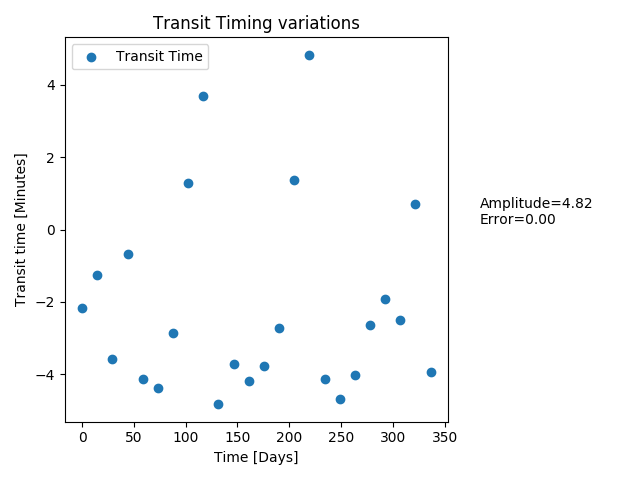 Transit Timing variations
Transit Time
4
2
0
−2
−4
Transit time [Minutes]
0 50 100 150 200 250 300 350
Time [Days]
Amplitude=4.82
Error=0.00